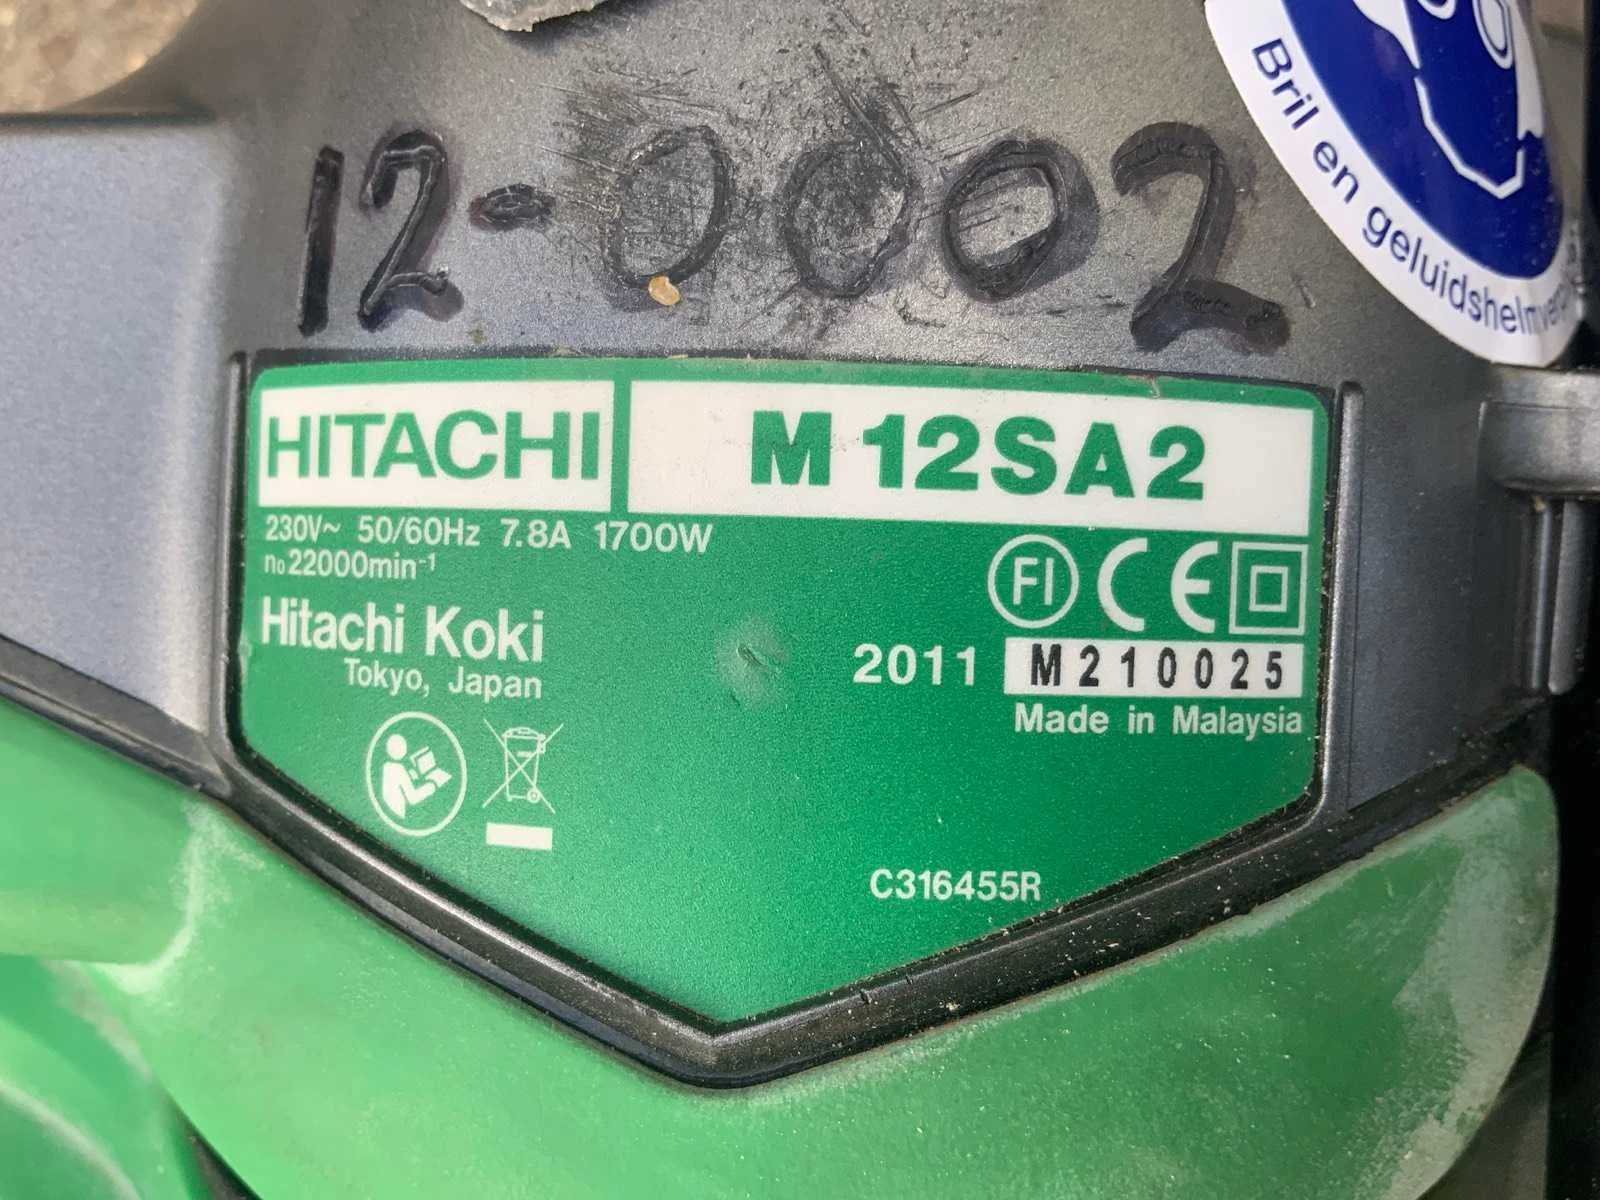 Bril en geluidshelm
12-0002
HITACHI M 12SA2
230V~ 50/60Hz 7.8A 1700W
n₀22000min⁻¹
FI CE
Hitachi Koki
Tokyo, Japan
2011 M210025
Made in Malaysia
C316455R